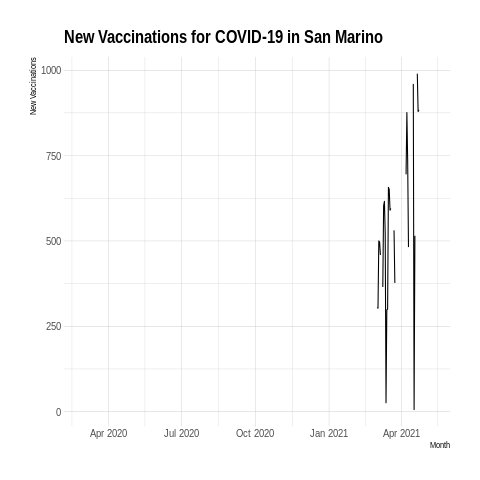 New Vaccinations for COVID-19 in San Marino
New Vaccinations
1000
750
500
250
0
Apr 2020 Jul 2020 Oct 2020 Jan 2021 Apr 2021
Month